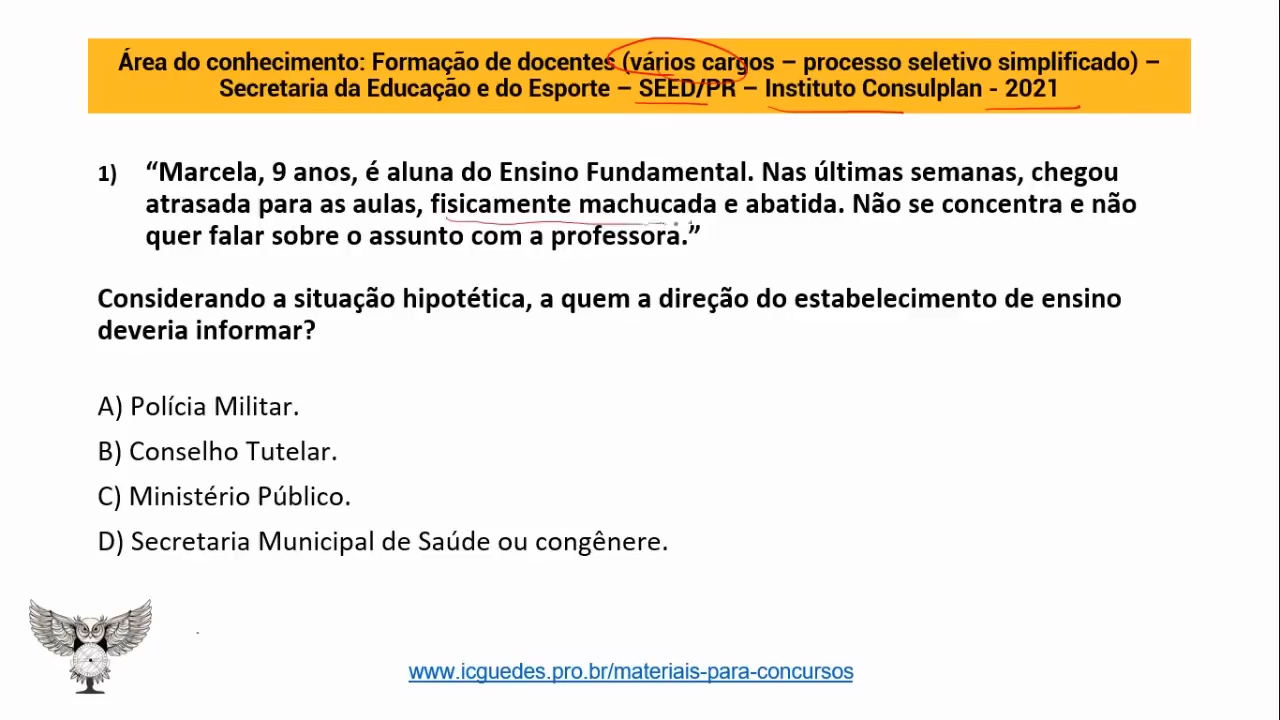 Área do conhecimento: Formação de docentes (vários cargos – processo seletivo simplificado) –
Secretaria da Educação e do Esporte – SEED/PR – Instituto Consulplan - 2021
1) “Marcela, 9 anos, é aluna do Ensino Fundamental. Nas últimas semanas, chegou
atrasada para as aulas, fisicamente machucada e abatida. Não se concentra e não
quer falar sobre o assunto com a professora.”
Considerando a situação hipotética, a quem a direção do estabelecimento de ensino
deveria informar?
A) Polícia Militar.
B) Conselho Tutelar.
C) Ministério Público.
D) Secretaria Municipal de Saúde ou congênere.
www.icguedes.pro.br/materiais-para-concursos